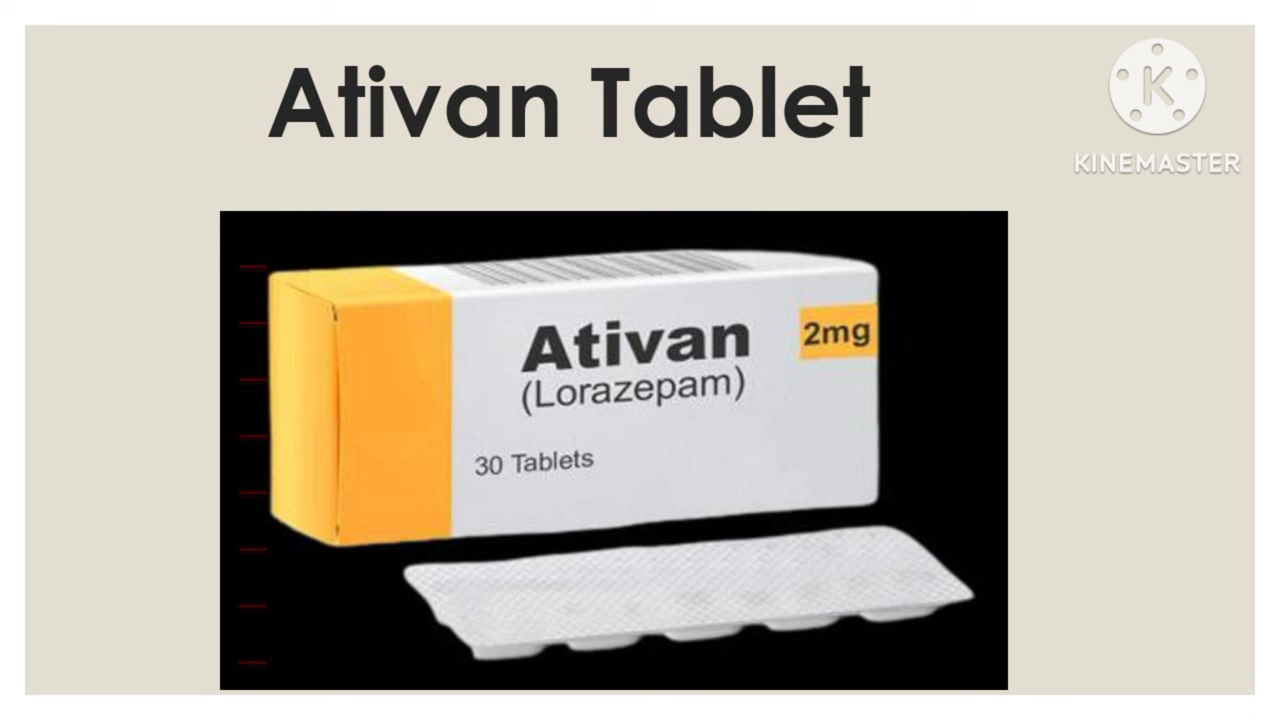 Ativan Tablet
K
KINEMASTER
Ativan
2mg
(Lorazepam)
30 Tablets